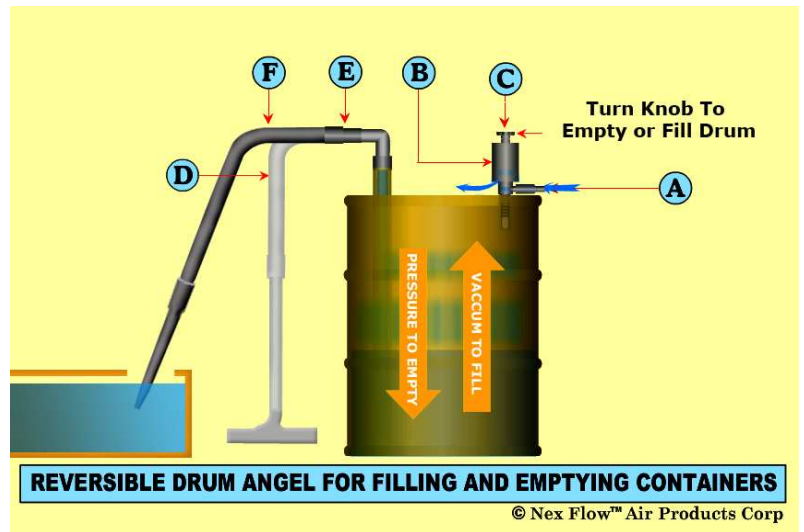 F
E
B
C
Turn Knob To
Empty or Fill Drum
D
A
PRESSURE TO EMPTY
VACCUM TO FILL
REVERSIBLE DRUM ANGEL FOR FILLING AND EMPTYING CONTAINERS
© Nex Flow™ Air Products Corp